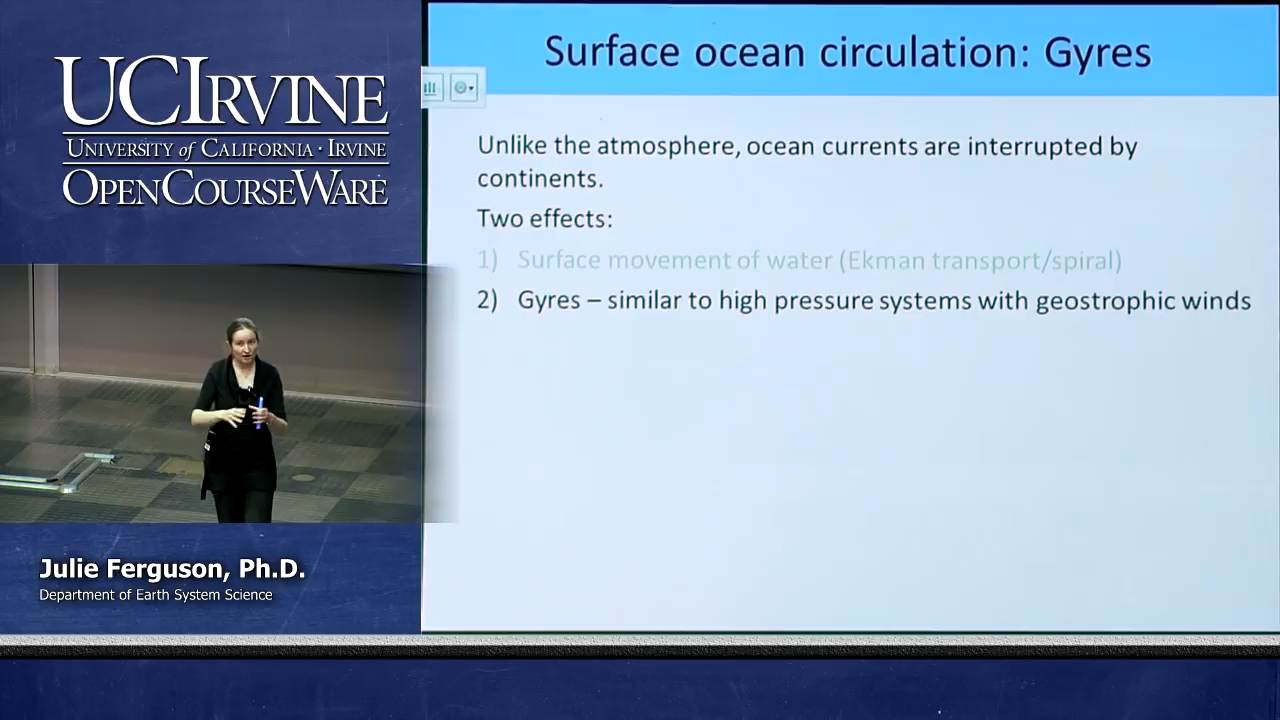 UCIRVINE
UNIVERSITY of CALIFORNIA · IRVINE
OPENCOURSEWARE
Surface ocean circulation: Gyres
Unlike the atmosphere, ocean currents are interrupted by
continents.
Two effects:
1) Surface movement of water (Ekman transport/spiral)
2) Gyres – similar to high pressure systems with geostrophic winds
Julie Ferguson, Ph.D.
Department of Earth System Science